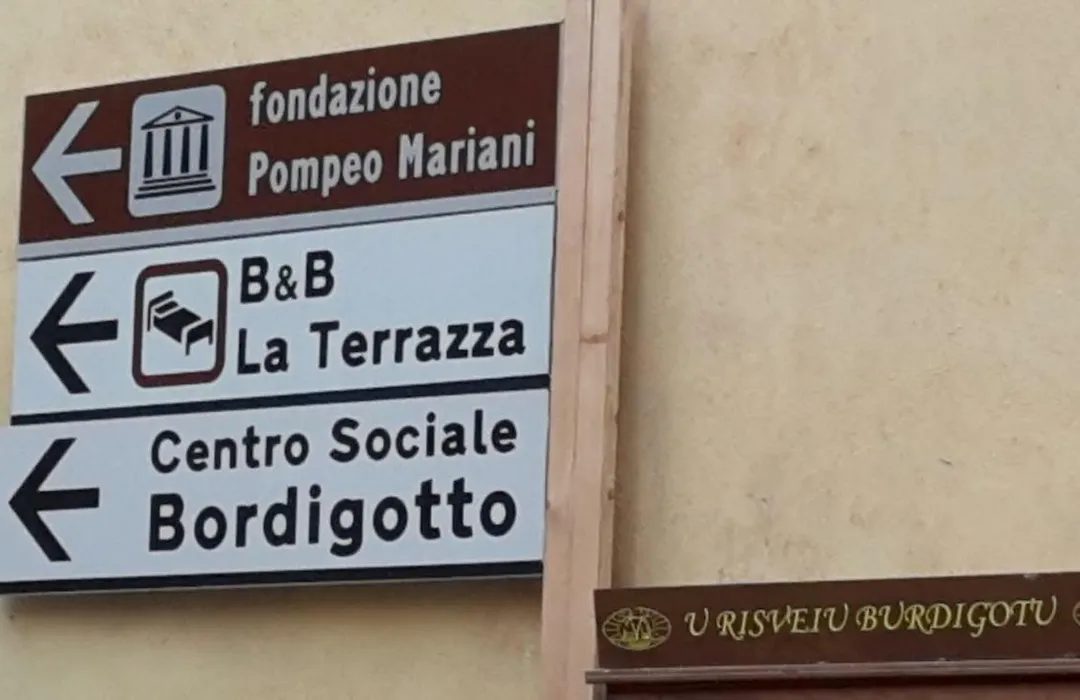 fondazione
Pompeo Mariani
B&B
La Terrazza
Centro Sociale
Bordigotto
U RISVEIU BURDIGOTU